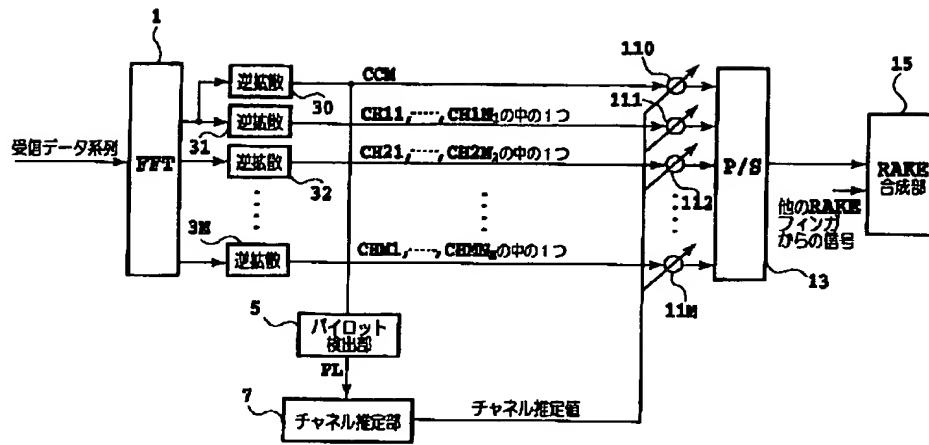 1
逆拡散
30
CCM
110
15
31
逆拡散
CH11,‥‥‥,CH1N₁の中の1つ
111
受信データ系列
FFT
逆拡散
32
CH21,‥‥‥,CH2N₂の中の1つ
112
P/S
RAKE
合成部
他のRAKE
フィンガ
からの信号
3M
逆拡散
CHM1,‥‥‥,CHMNMの中の1つ
11M
13
5
パイロット
検出部
PL
7
チャネル推定部
チャネル推定値